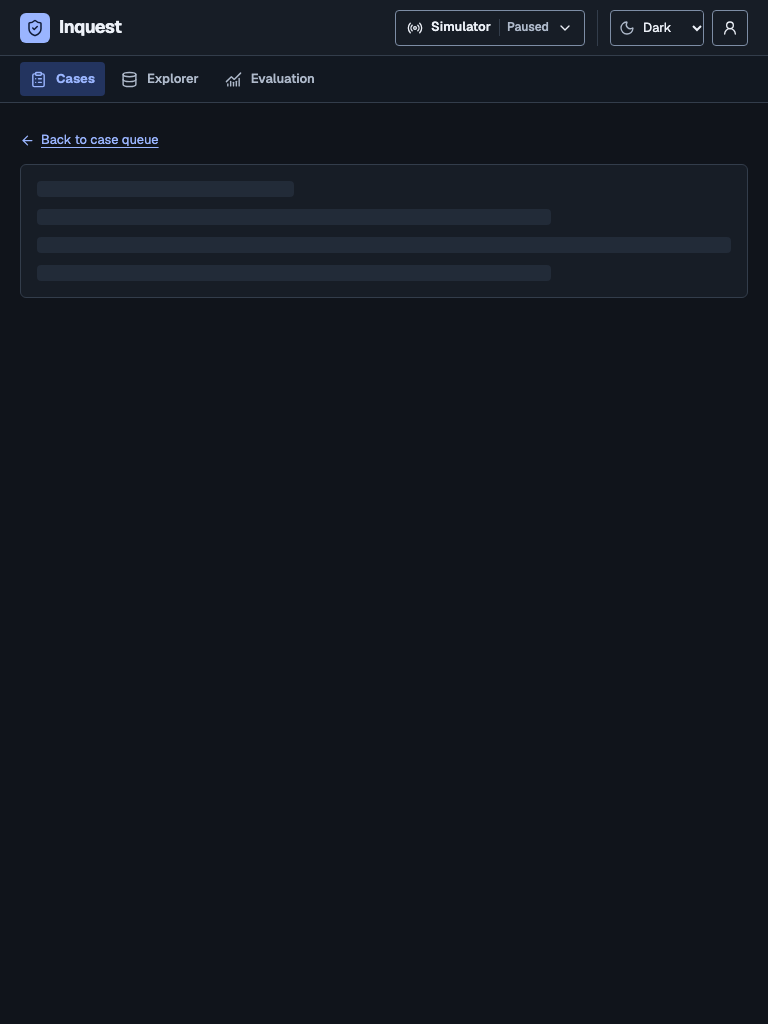 Inquest
Simulator Paused
Dark
Cases Explorer Evaluation
Back to case queue